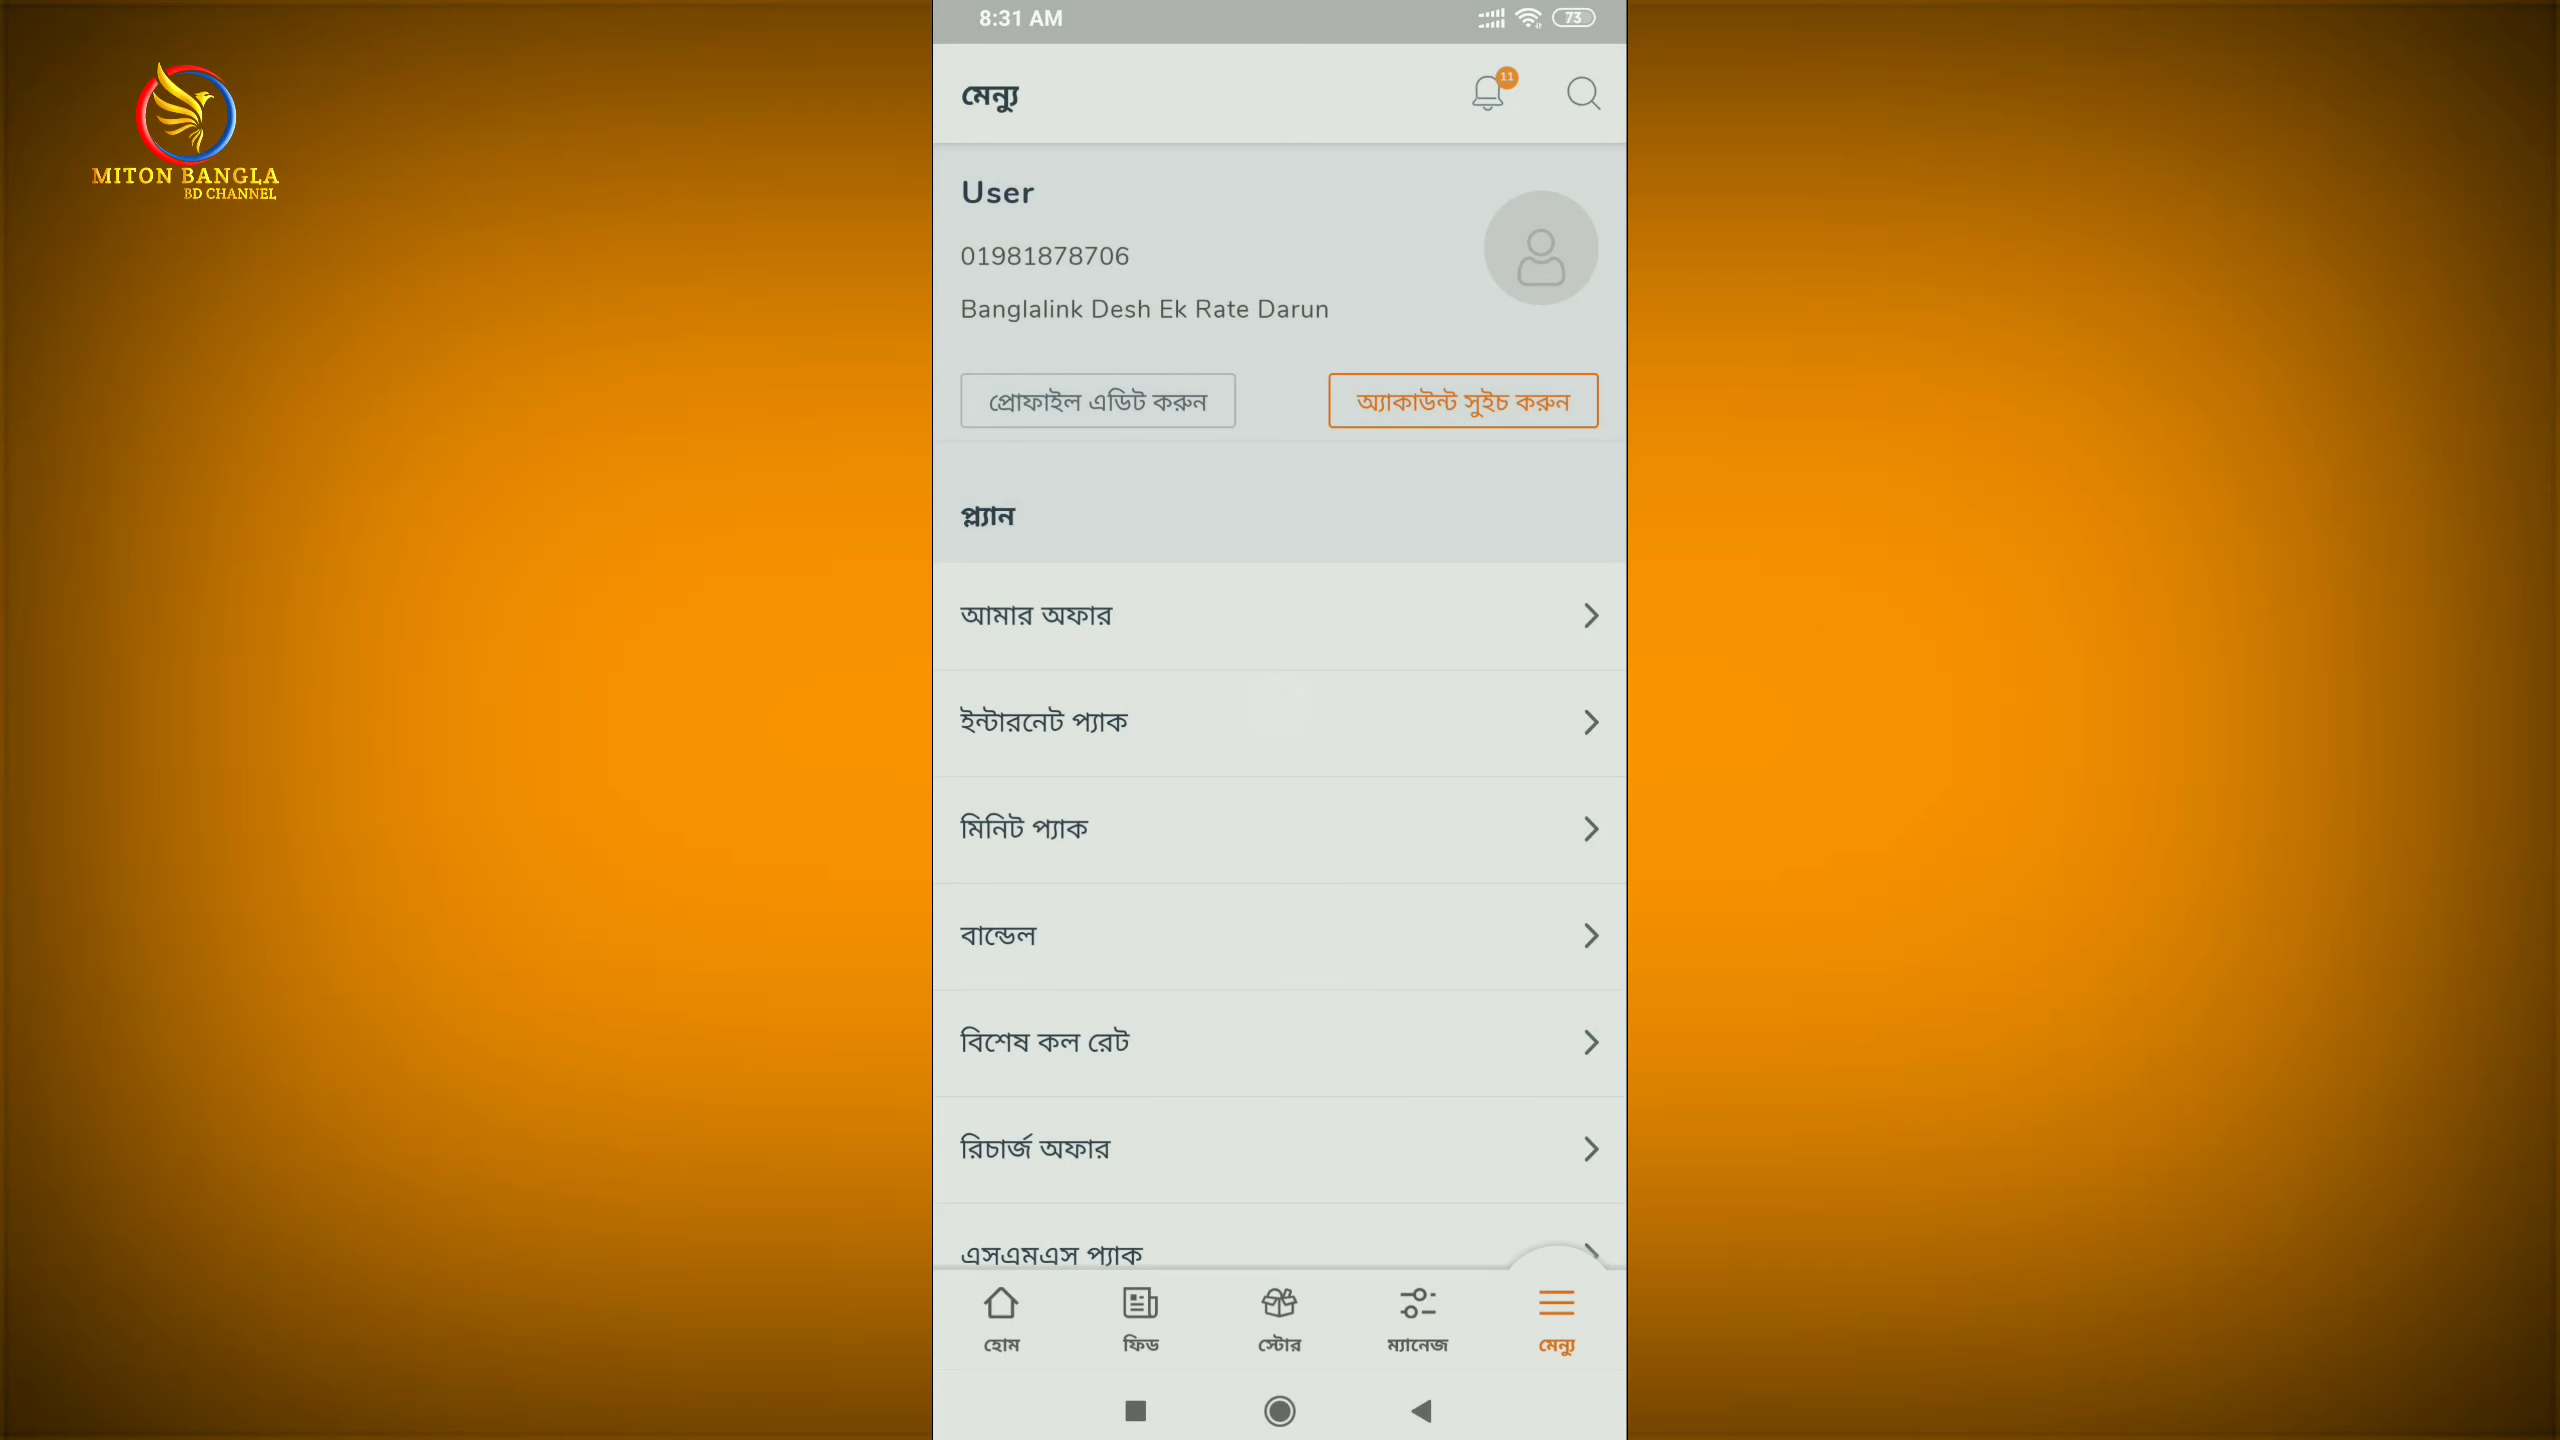 8:31 AM
73
MITON BANGLA
BD CHANNEL
মেন্যু
11
User
01981878706
Banglalink Desh Ek Rate Darun
প্রোফাইল এডিট করুন
অ্যাকাউন্ট সুইচ করুন
প্ল্যান
আমার অফার
ইন্টারনেট প্যাক
মিনিট প্যাক
বান্ডেল
বিশেষ কল রেট
রিচার্জ অফার
এসএমএস প্যাক
হোম
ফিড
স্টোর
ম্যানেজ
মেন্যু